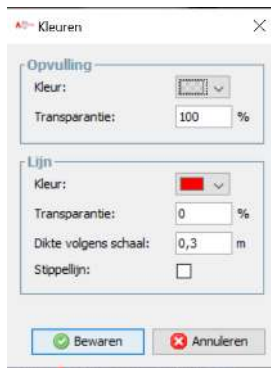 Kleuren
Opvulling
Kleur:
Transparantie: 100 %
Lijn
Kleur:
Transparantie: 0 %
Dikte volgens schaal: 0,3 m
Stippellijn:
Bewaren Annuleren